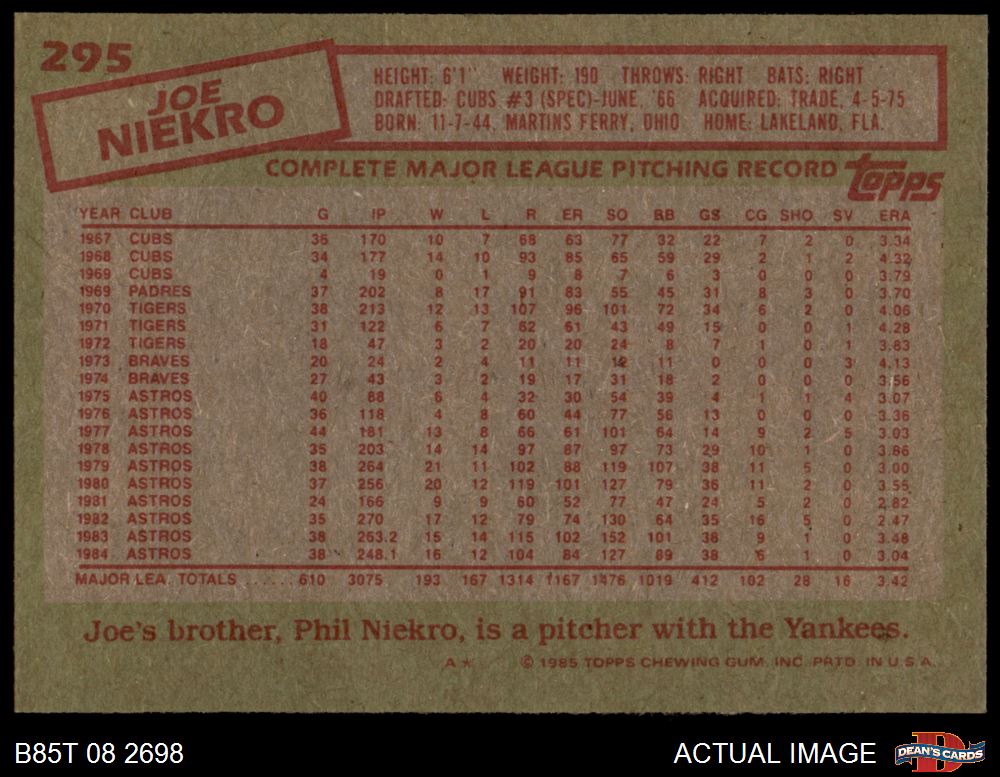 295
JOE
NIEKRO
HEIGHT: 6'1" WEIGHT: 190 THROWS: RIGHT BATS: RIGHT
DRAFTED: CUBS #3 (SPEC)-JUNE, '66 ACQUIRED: TRADE, 4-5-75
BORN: 11-7-44, MARTINS FERRY, OHIO HOME: LAKELAND, FLA.
COMPLETE MAJOR LEAGUE PITCHING RECORD
Topps
YEAR CLUB G IP W L R ER SO BB GS CG SHO SV ERA
1967 CUBS 36 170 10 7 68 63 77 32 22 7 2 0 3.34
1968 CUBS 34 177 14 10 93 85 65 59 29 2 1 2 4.32
1969 CUBS 4 19 0 1 9 8 7 6 3 0 0 0 3.79
1969 PADRES 37 202 8 17 91 83 55 45 31 8 3 0 3.70
1970 TIGERS 38 213 12 13 107 96 101 72 34 6 2 0 4.06
1971 TIGERS 31 122 6 7 62 61 43 49 15 0 0 1 4.28
1972 TIGERS 18 47 3 2 20 20 24 8 7 1 0 1 3.83
1973 BRAVES 20 24 2 4 11 11 12 11 0 0 0 3 4.13
1974 BRAVES 27 43 3 2 19 17 31 18 2 0 0 0 3.56
1975 ASTROS 40 88 6 4 32 30 54 39 4 1 1 4 3.07
1976 ASTROS 36 118 4 8 60 44 77 56 13 0 0 0 3.36
1977 ASTROS 44 181 13 8 66 61 101 64 14 9 2 5 3.03
1978 ASTROS 35 203 14 14 97 87 97 73 29 10 1 0 3.86
1979 ASTROS 38 264 21 11 102 88 119 107 38 11 5 0 3.00
1980 ASTROS 37 256 20 12 119 101 127 79 36 11 2 0 3.55
1981 ASTROS 24 166 9 9 60 52 77 47 24 5 2 0 2.82
1982 ASTROS 35 270 17 12 79 74 130 64 35 16 5 0 2.47
1983 ASTROS 38 263.2 15 14 115 102 152 101 38 9 1 0 3.48
1984 ASTROS 38 248.1 16 12 104 84 127 89 38 6 1 0 3.04
MAJOR LEA. TOTALS ...... 610 3075 193 167 1314 1167 1476 1019 412 102 28 16 3.42
Joe's brother, Phil Niekro, is a pitcher with the Yankees.
A* © 1985 TOPPS CHEWING GUM, INC. PRTD. IN U.S.A.
B85T 08 2698 ACTUAL IMAGE
D
DEAN'S CARDS